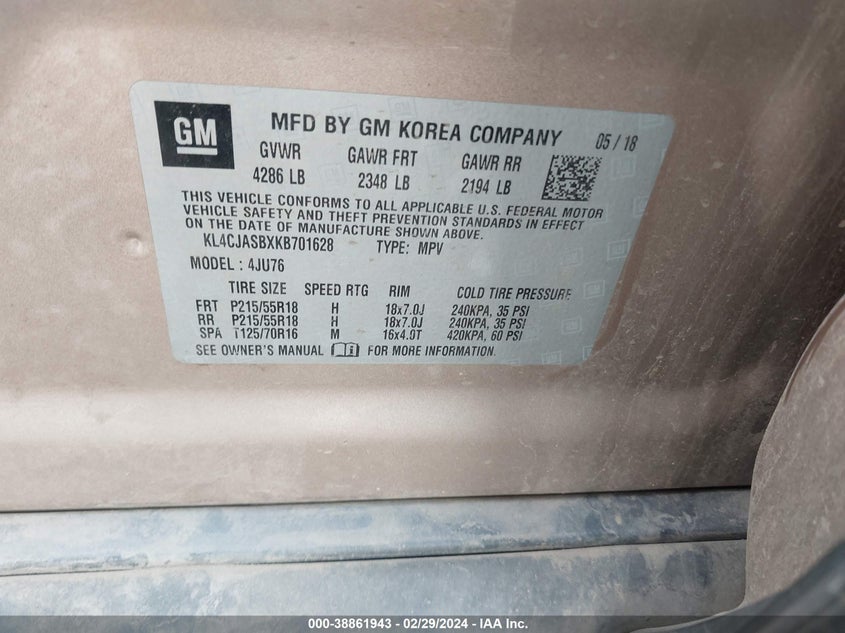 GM
MFD BY GM KOREA COMPANY 05 / 18
GVWR GAWR FRT GAWR RR
4286 LB 2348 LB 2194 LB
THIS VEHICLE CONFORMS TO ALL APPLICABLE U.S. FEDERAL MOTOR
VEHICLE SAFETY AND THEFT PREVENTION STANDARDS IN EFFECT
ON THE DATE OF MANUFACTURE SHOWN ABOVE.
KL4CJASBXKB701628 TYPE: MPV
MODEL : 4JU76
TIRE SIZE SPEED RTG RIM COLD TIRE PRESSURE
FRT P215/55R18 H 18x7.0J 240KPA, 35 PSI
RR P215/55R18 H 18x7.0J 240KPA, 35 PSI
SPA T125/70R16 M 16x4.0T 420KPA, 60 PSI
SEE OWNER'S MANUAL FOR MORE INFORMATION.
000-38861943 - 02/29/2024 - IAA Inc.